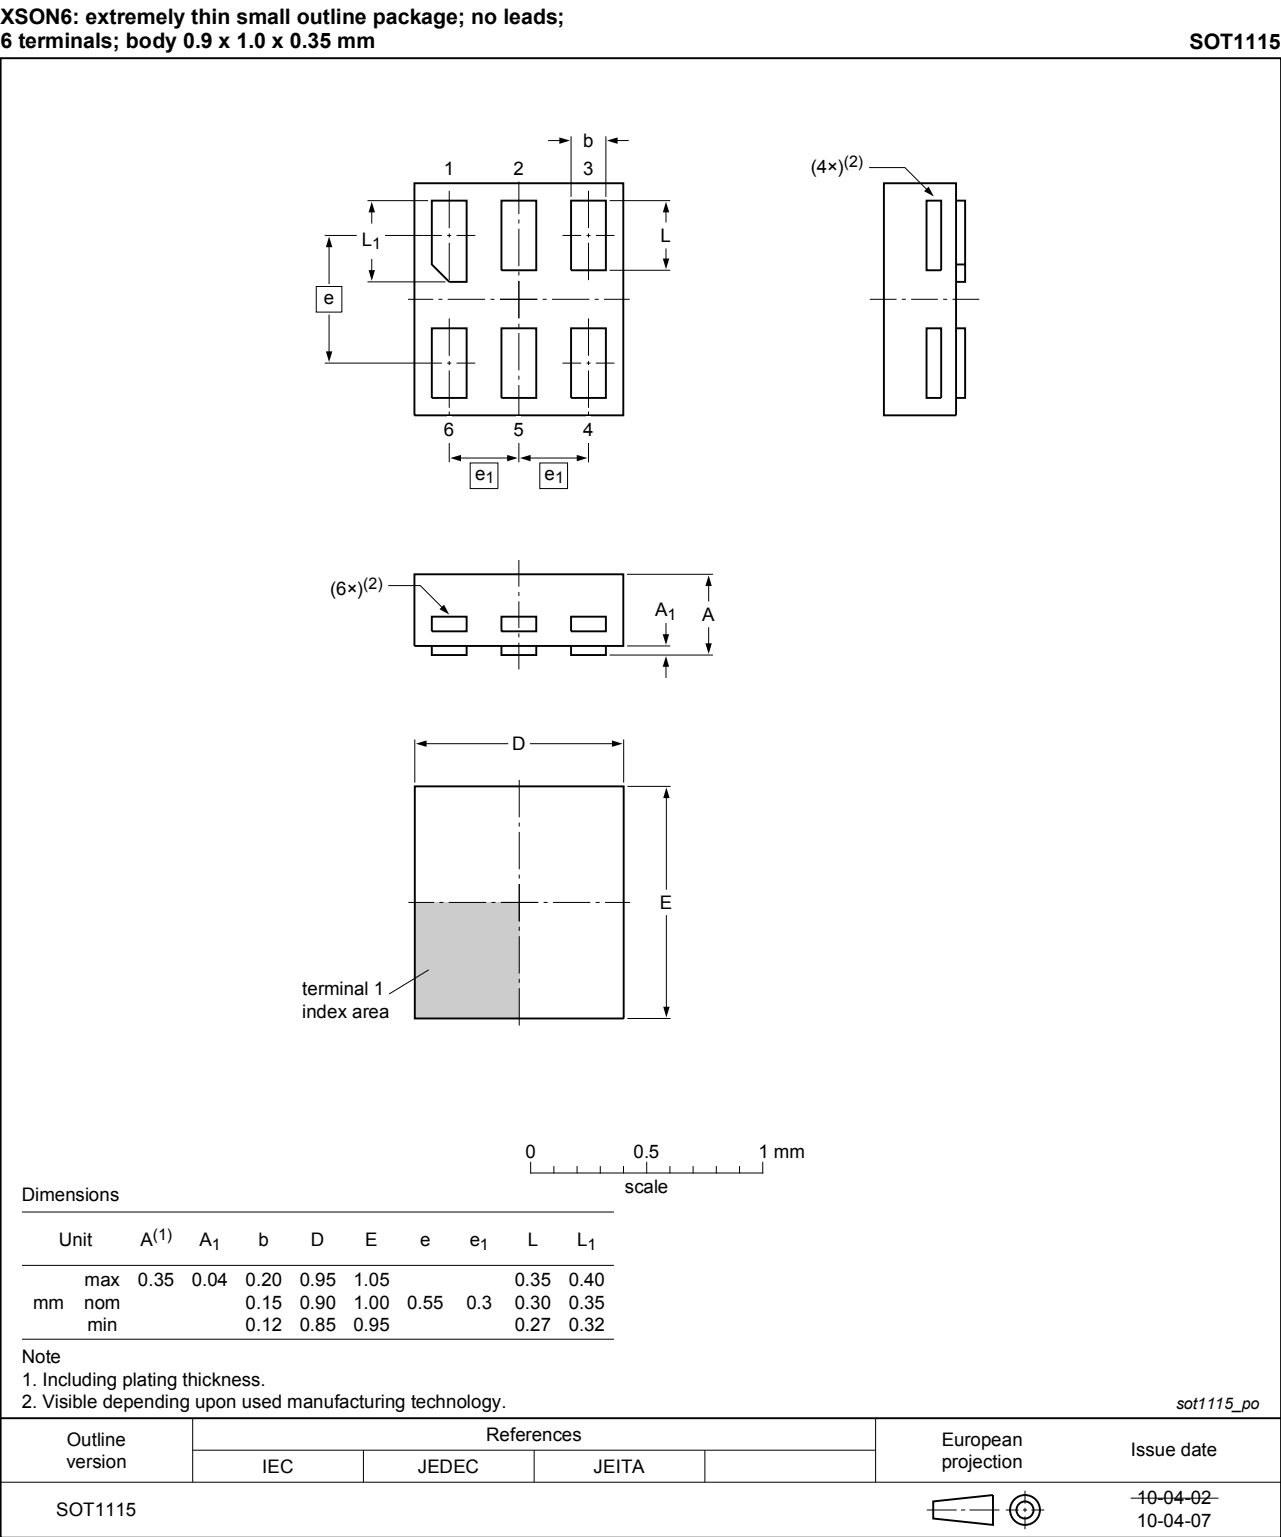 XSON6: extremely thin small outline package; no leads;
6 terminals; body 0.9 x 1.0 x 0.35 mm
SOT1115
b
1 2 3
(4×)(2)
L1
L
e
6 5 4
e1 e1
(6×)(2)
A1
A
D
E
terminal 1
index area
0 0.5 1 mm
scale
Dimensions
Unit A(1) A1 b D E e e1 L L1
max 0.35 0.04 0.20 0.95 1.05 0.35 0.40
mm nom 0.15 0.90 1.00 0.55 0.3 0.30 0.35
min 0.12 0.85 0.95 0.27 0.32
Note
1. Including plating thickness.
2. Visible depending upon used manufacturing technology.
sot1115_po
Outline
version
References
IEC JEDEC JEITA
European
projection
Issue date
SOT1115
10-04-02
10-04-07